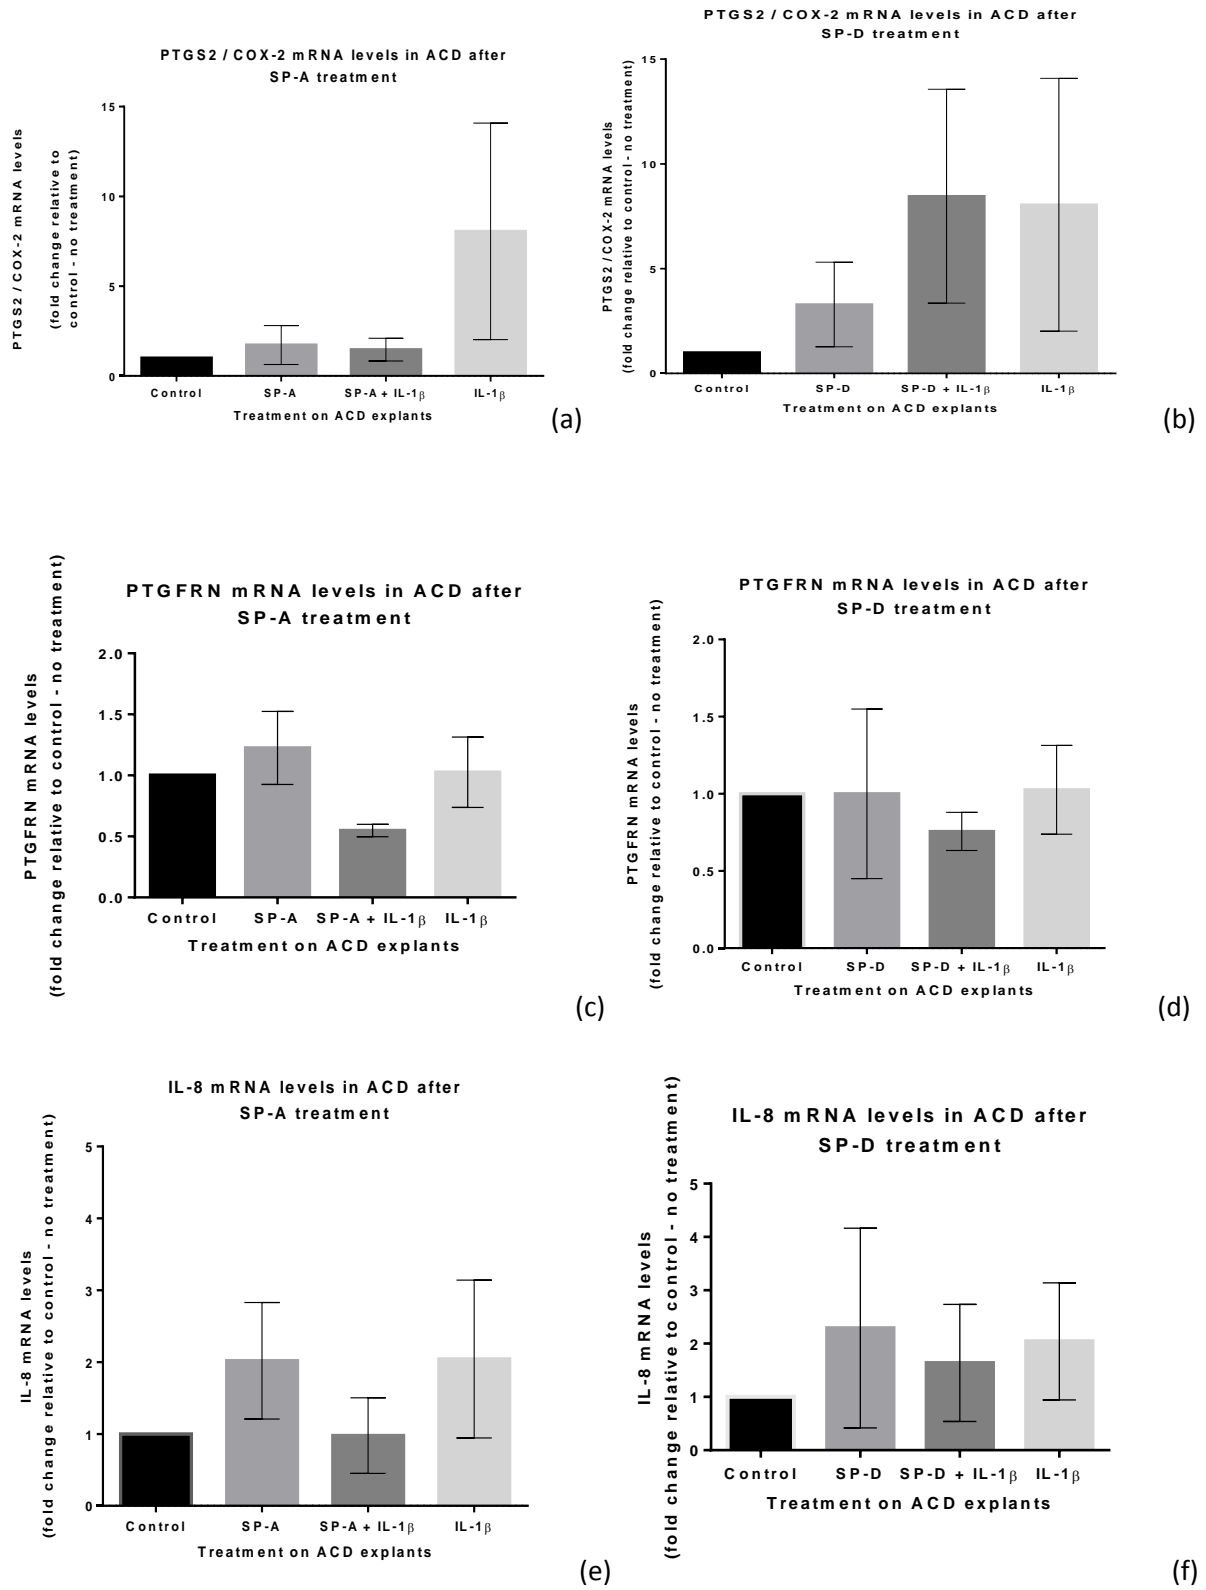 PTGS2 / COX-2 mRNA levels in ACD after
SP-A treatment
PTGS2 / COX-2 mRNA levels
(fold change relative to
control - no treatment)
15
10
5
0
Control SP-A SP-A + IL-1β IL-1β
Treatment on ACD explants
(a)
PTGS2 / COX-2 mRNA levels in ACD after
SP-D treatment
PTGS2 / COX-2 mRNA levels
(fold change relative to control - no treatment)
15
10
5
0
Control SP-D SP-D + IL-1β IL-1β
Treatment on ACD explants
(b)
PTGFRN mRNA levels in ACD after
SP-A treatment
PTGFRN mRNA levels
(fold change relative to control - no treatment)
2.0
1.5
1.0
0.5
0.0
Control SP-A SP-A + IL-1β IL-1β
Treatment on ACD explants
(c)
PTGFRN mRNA levels in ACD after
SP-D treatment
PTGFRN mRNA levels
(fold change relative to control - no treatment)
2.0
1.5
1.0
0.5
0.0
Control SP-D SP-D + IL-1β IL-1β
Treatment on ACD explants
(d)
IL-8 mRNA levels in ACD after
SP-A treatment
IL-8 mRNA levels
(fold change relative to control - no treatment)
5
4
3
2
1
0
Control SP-A SP-A + IL-1β IL-1β
Treatment on ACD explants
(e)
IL-8 mRNA levels in ACD after
SP-D treatment
IL-8 mRNA levels
(fold change relative to control - no treatment)
5
4
3
2
1
0
Control SP-D SP-D + IL-1β IL-1β
Treatment on ACD explants
(f)